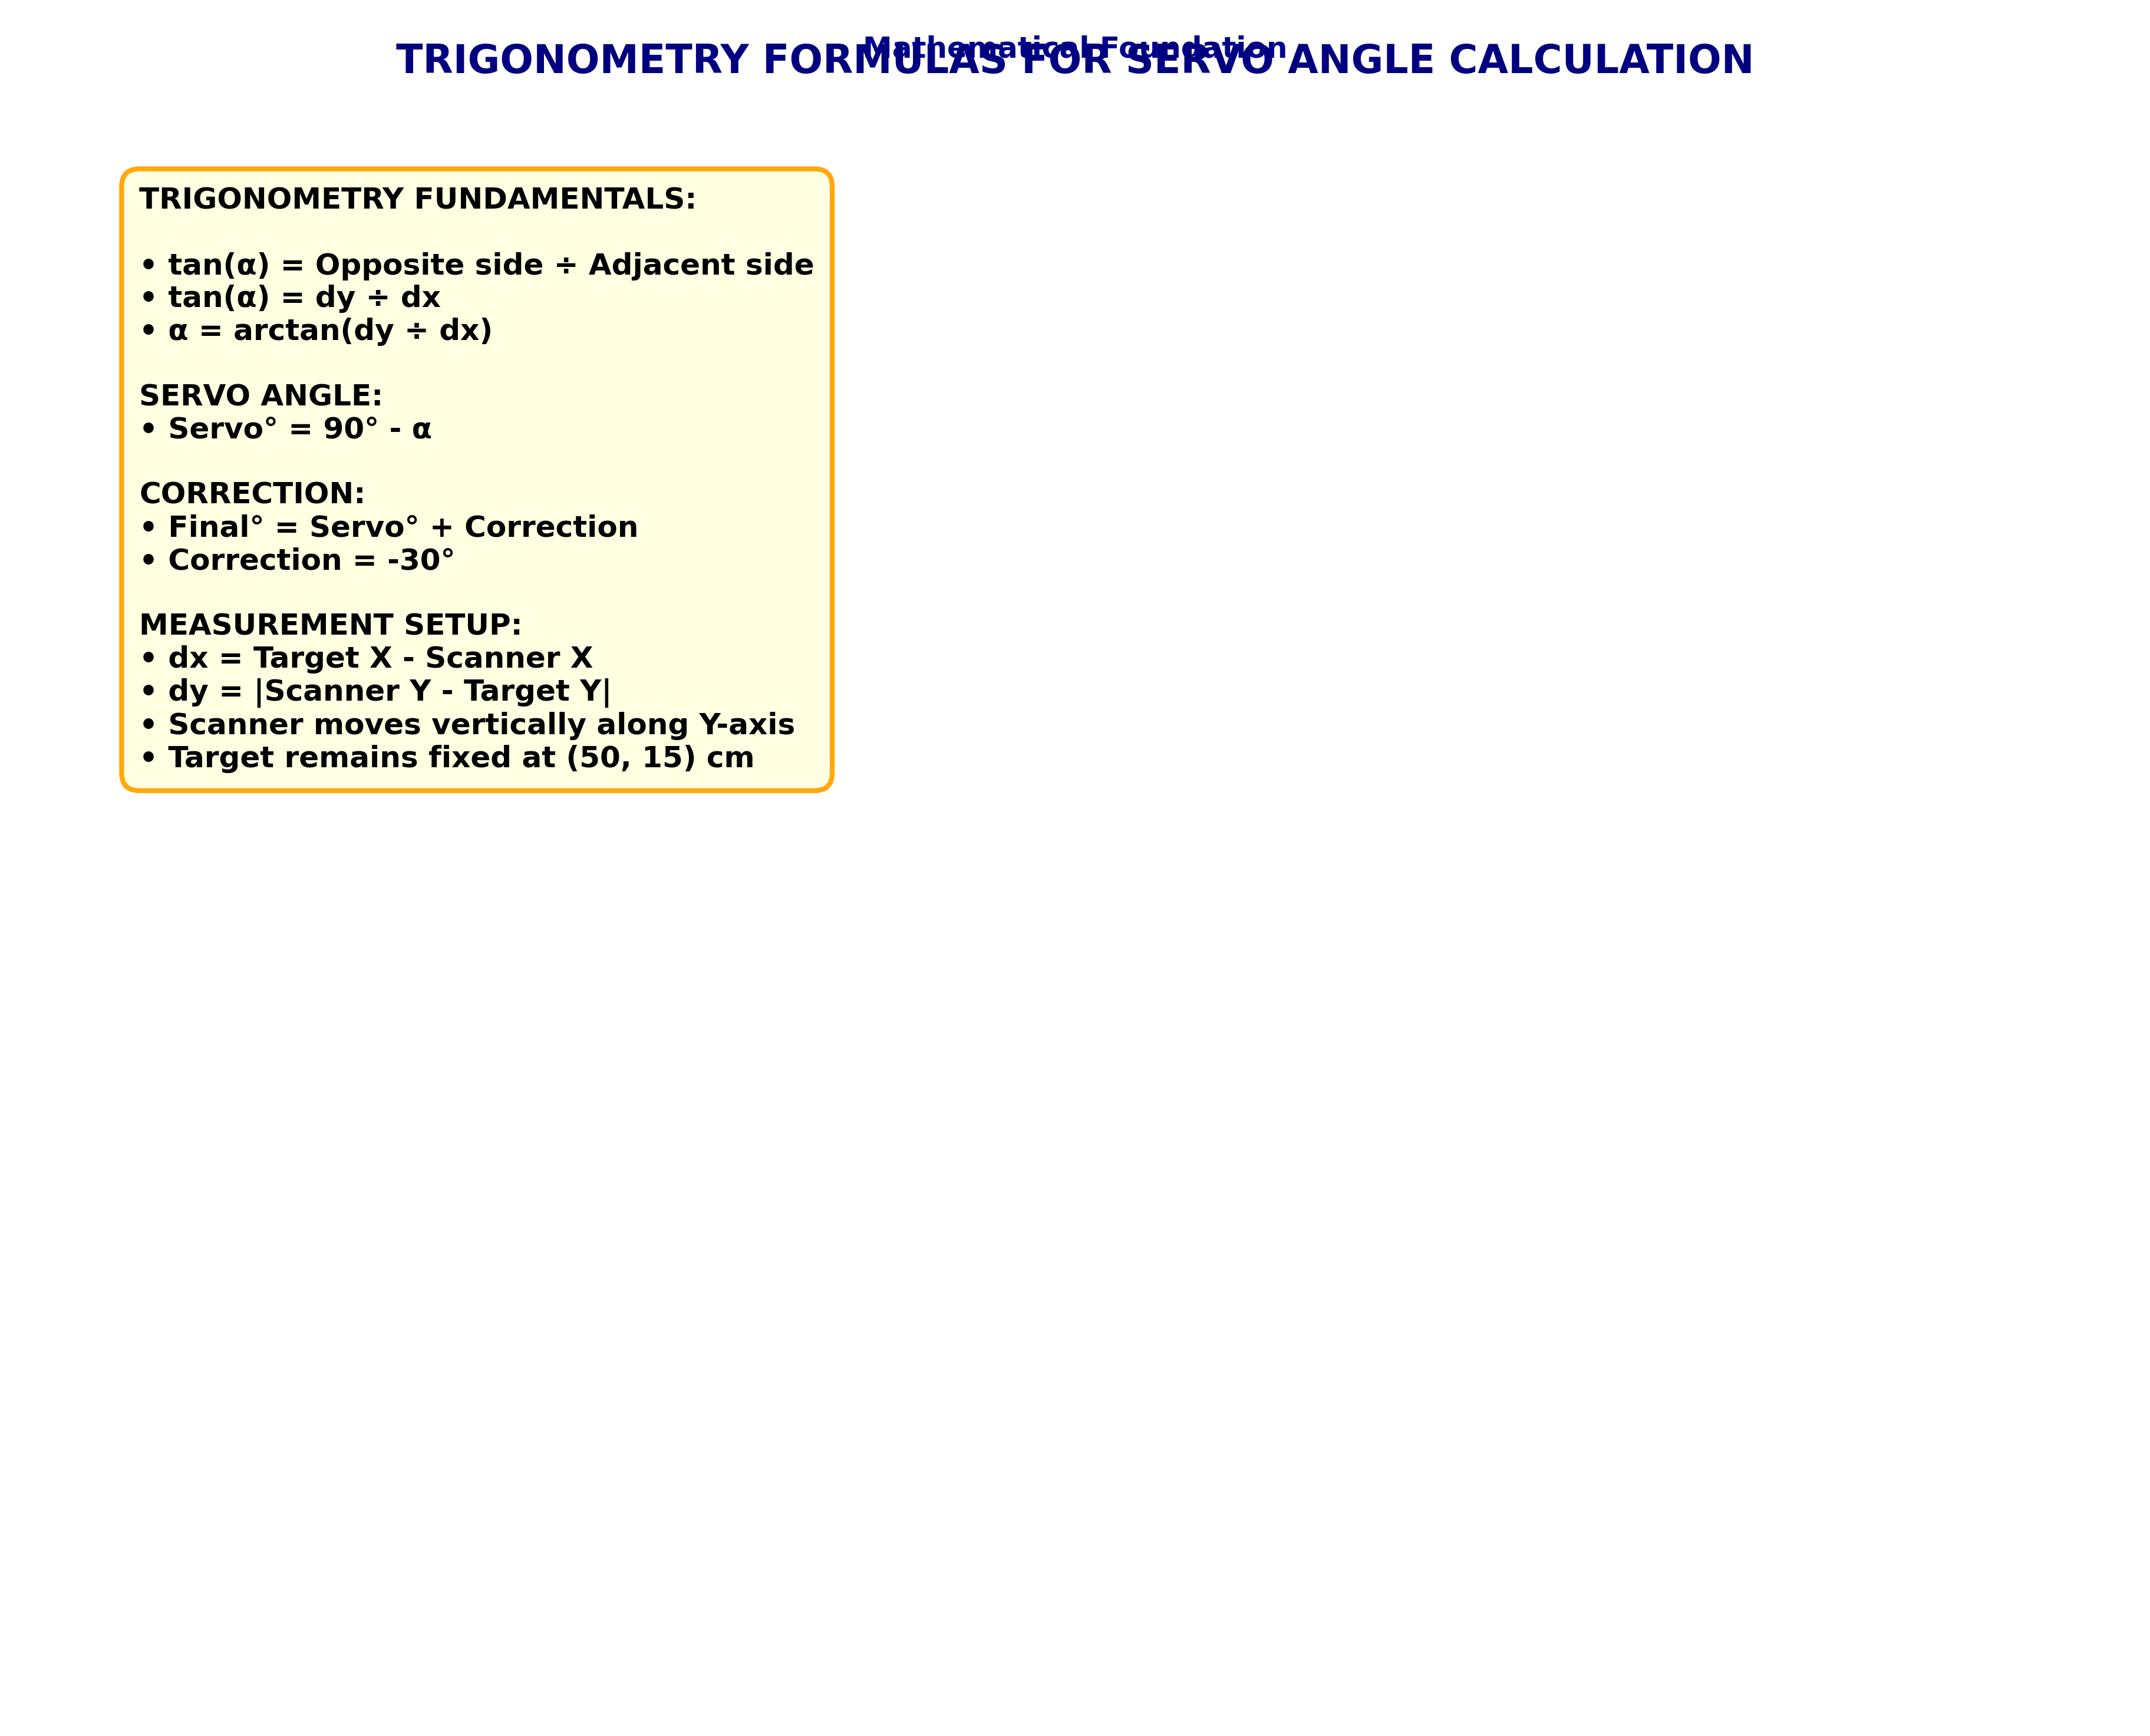 Mathematical Foundation
TRIGONOMETRY FORMULAS FOR SERVO ANGLE CALCULATION
TRIGONOMETRY FUNDAMENTALS:
• tan(α) = Opposite side ÷ Adjacent side
• tan(α) = dy ÷ dx
• α = arctan(dy ÷ dx)
SERVO ANGLE:
• Servo° = 90° - α
CORRECTION:
• Final° = Servo° + Correction
• Correction = -30°
MEASUREMENT SETUP:
• dx = Target X - Scanner X
• dy = |Scanner Y - Target Y|
• Scanner moves vertically along Y-axis
• Target remains fixed at (50, 15) cm